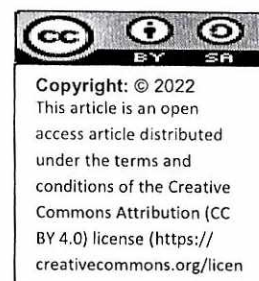 cc BY SA
Copyright: © 2022
This article is an open
access article distributed
under the terms and
conditions of the Creative
Commons Attribution (CC
BY 4.0) license (https://
creativecommons.org/licen